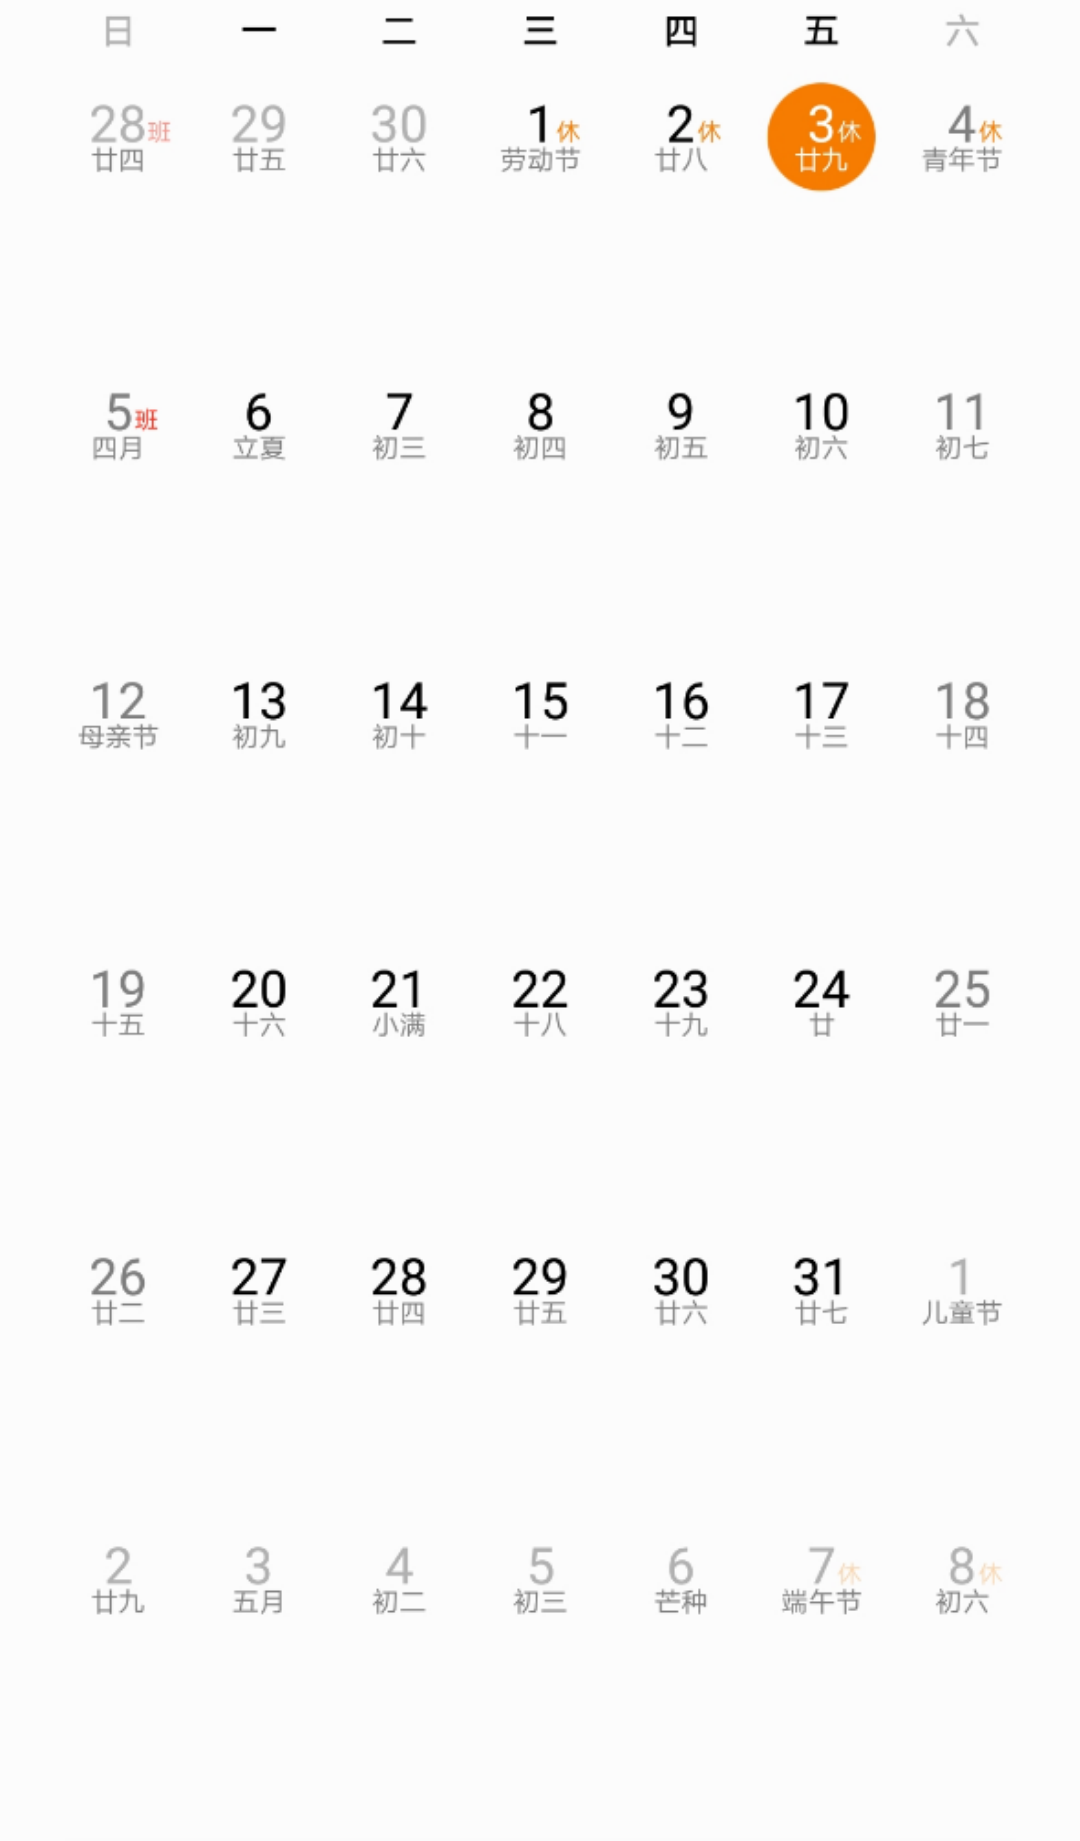 日 一 二 三 四 五 六
28班 29 30 1休 2休 3休 4休
廿四 廿五 廿六 劳动节 廿八 廿九 青年节
5班 6 7 8 9 10 11
四月 立夏 初三 初四 初五 初六 初七
12 13 14 15 16 17 18
母亲节 初九 初十 十一 十二 十三 十四
19 20 21 22 23 24 25
十五 十六 小满 十八 十九 廿 廿一
26 27 28 29 30 31 1
廿二 廿三 廿四 廿五 廿六 廿七 儿童节
2 3 4 5 6 7休 8休
廿九 五月 初二 初三 芒种 端午节 初六